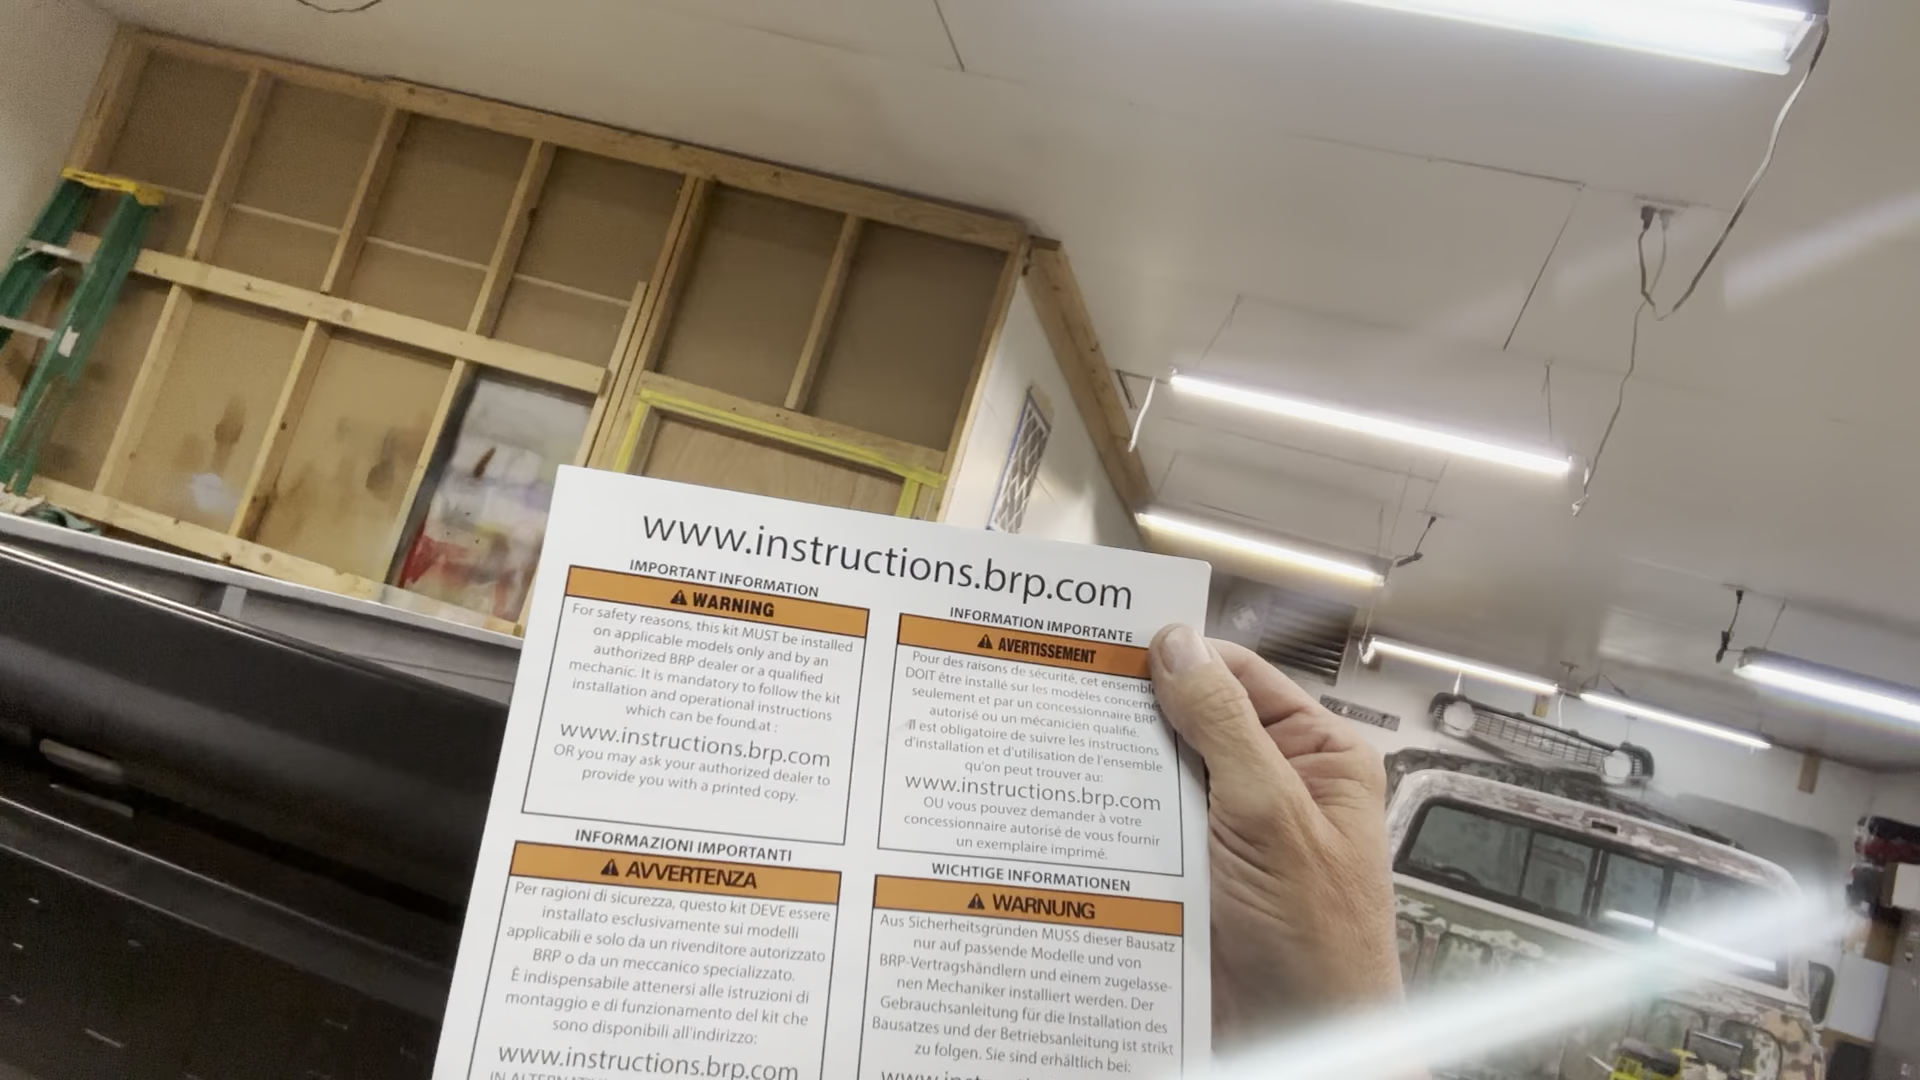 www.instructions.brp.com
IMPORTANT INFORMATION
⚠ WARNING
For safety reasons, this kit MUST be installed
on applicable models only and by an
authorized BRP dealer or a qualified
mechanic. It is mandatory to follow the kit
installation and operational instructions
which can be found at :
www.instructions.brp.com
OR you may ask your authorized dealer to
provide you with a printed copy.
INFORMATION IMPORTANTE
⚠ AVERTISSEMENT
Pour des raisons de sécurité, cet
DOIT être installé sur les modèles
seulement et par un concessionnaire BRP
autorisé ou un mécanicien qualifié.
Il est obligatoire de suivre les instructions
d'installation et d'utilisation de l'ensemble
qu'on peut trouver au:
www.instructions.brp.com
OU vous pouvez demander à votre
concessionnaire autorisé de vous fournir
un exemplaire imprimé.
INFORMAZIONI IMPORTANTI
⚠ AVVERTENZA
Per ragioni di sicurezza, questo kit DEVE essere
installato esclusivamente sui modelli
applicabili e solo da un rivenditore autorizzato
BRP o da un meccanico specializzato.
È indispensabile attenersi alle istruzioni di
montaggio e di funzionamento del kit che
sono disponibili all'indirizzo:
www.instructions.brp.com
WICHTIGE INFORMATIONEN
⚠ WARNUNG
Aus Sicherheitsgründen MUSS dieser Bausatz
nur auf passende Modelle und von
BRP-Vertragshändlern und einem zugelasse-
nen Mechaniker installiert werden. Der
Gebrauchsanleitung für die Installation des
Bausatzes und der Betriebsanleitung ist strikt
zu folgen. Sie sind erhältlich bei: